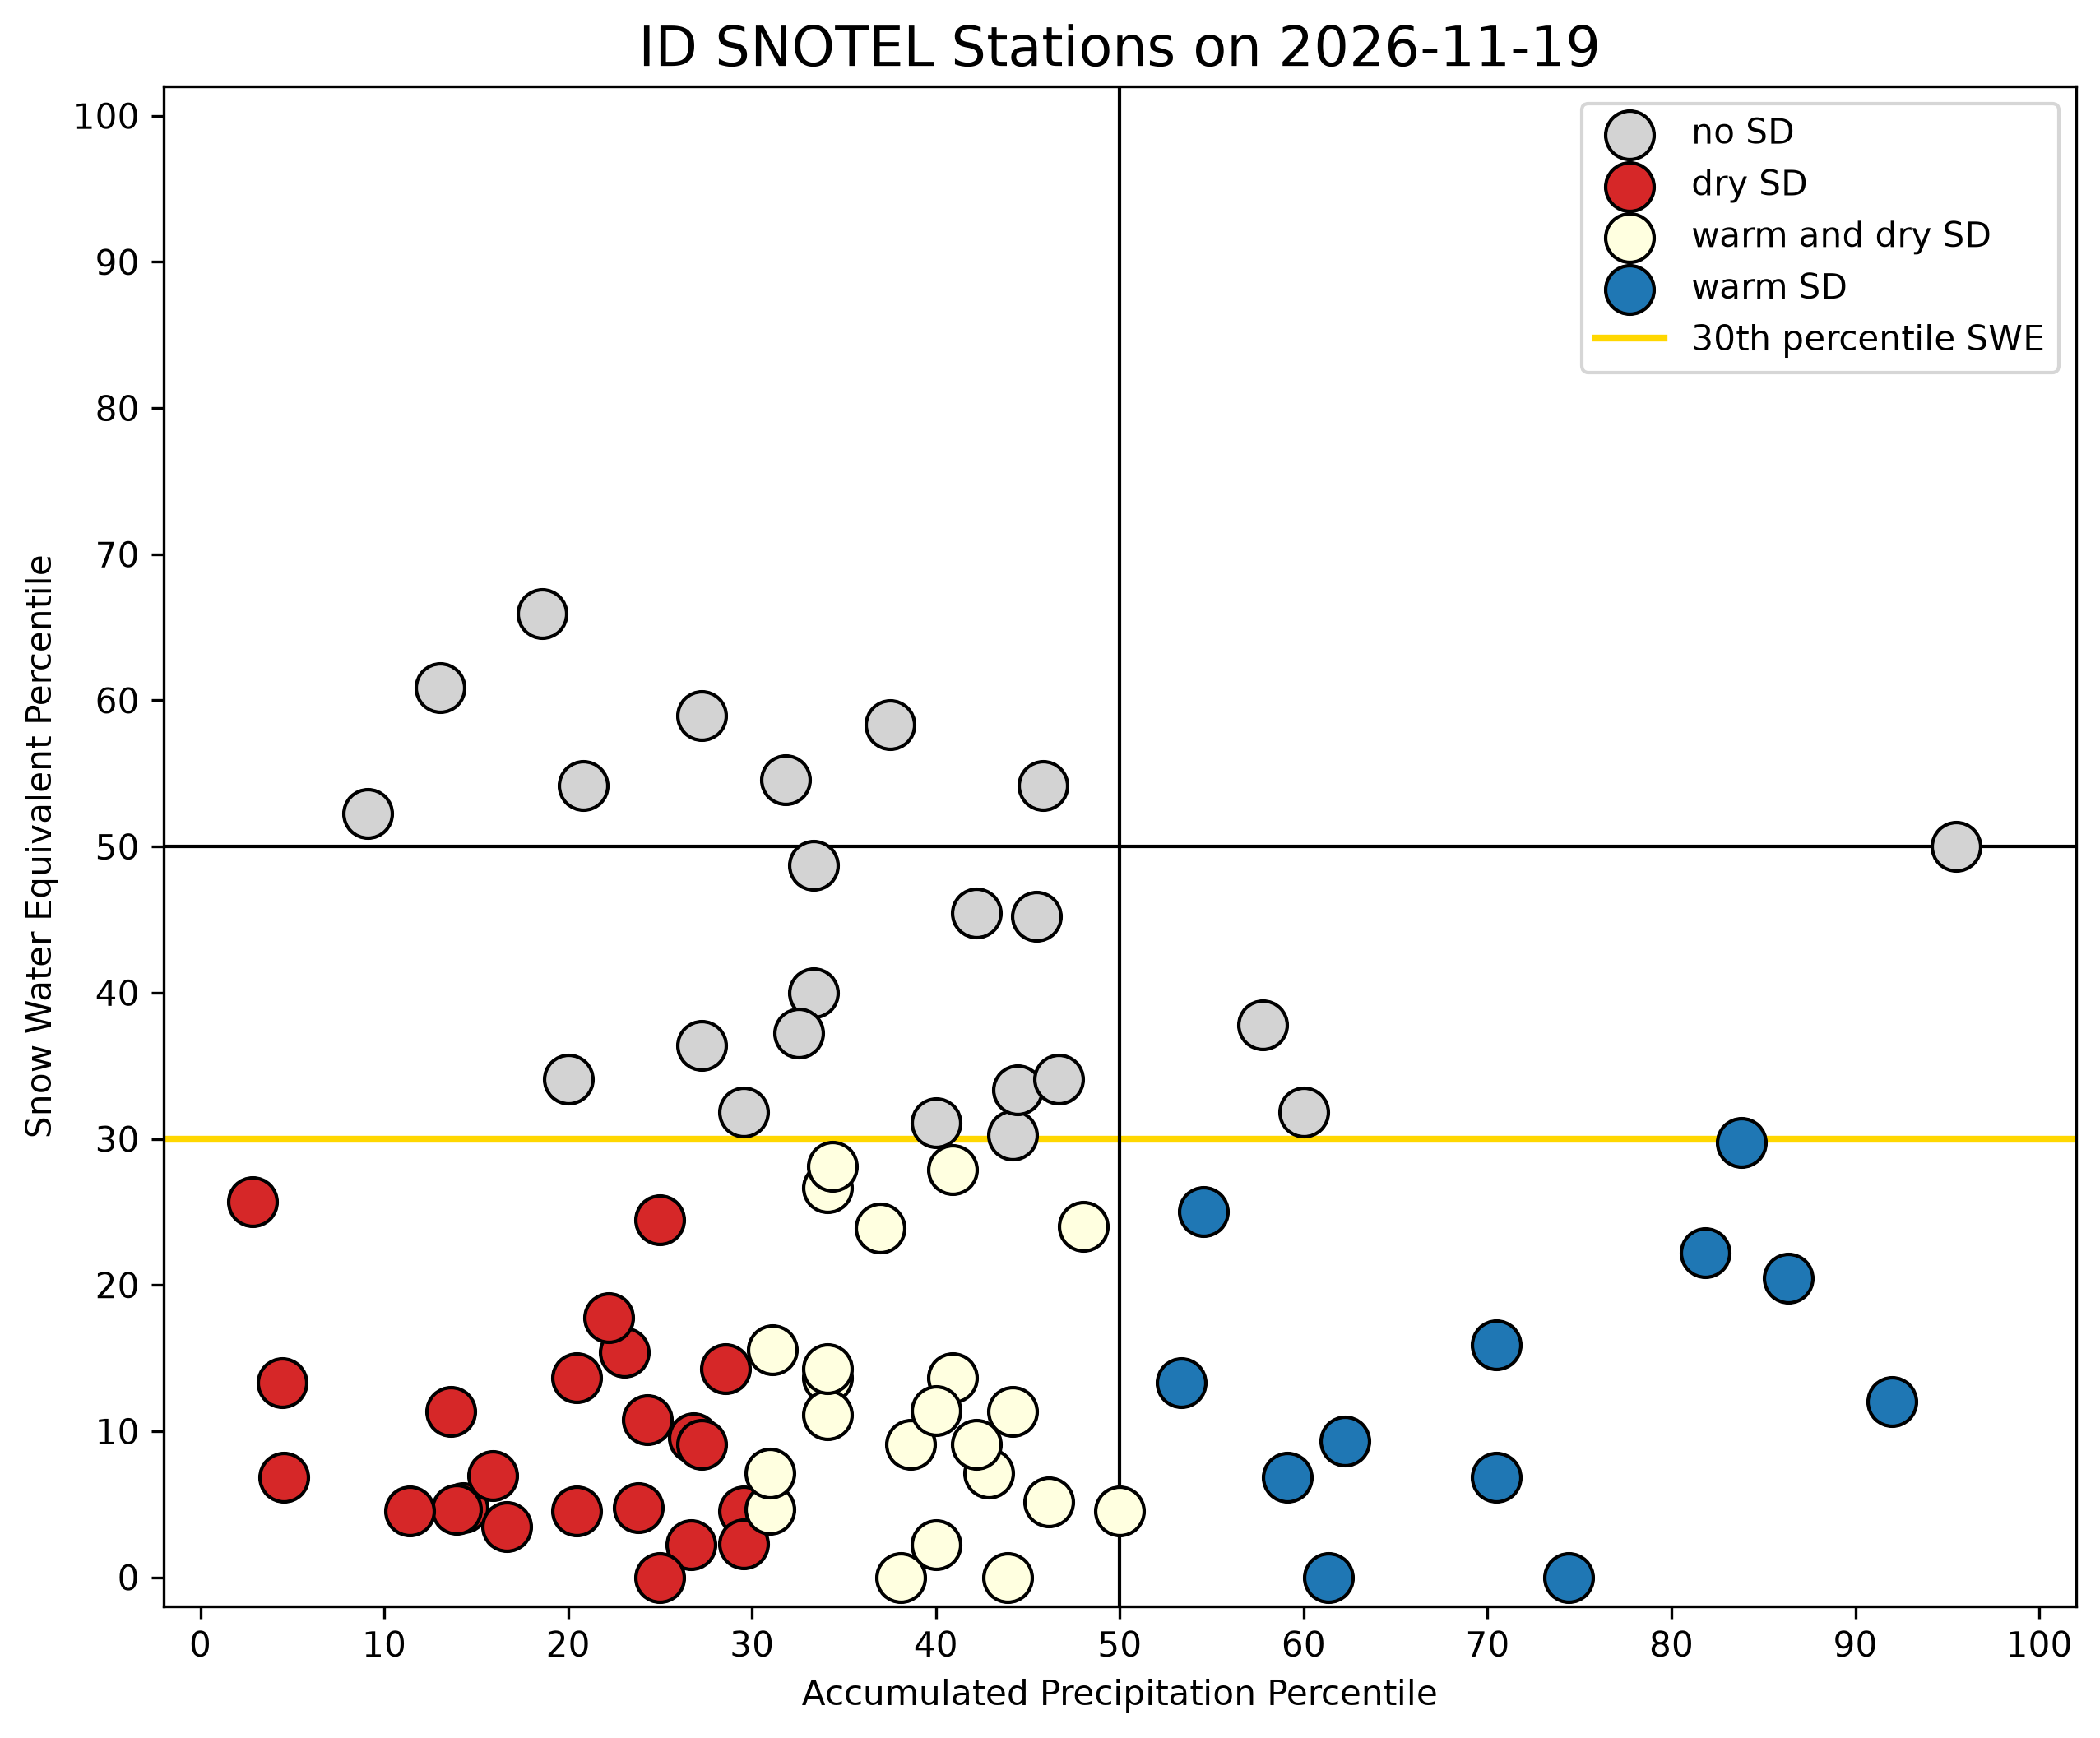 ID SNOTEL Stations on 2026-11-19
no SD
dry SD
warm and dry SD
warm SD
30th percentile SWE
Snow Water Equivalent Percentile
100
90
80
70
60
50
40
30
20
10
0
0 10 20 30 40 50 60 70 80 90 100
Accumulated Precipitation Percentile